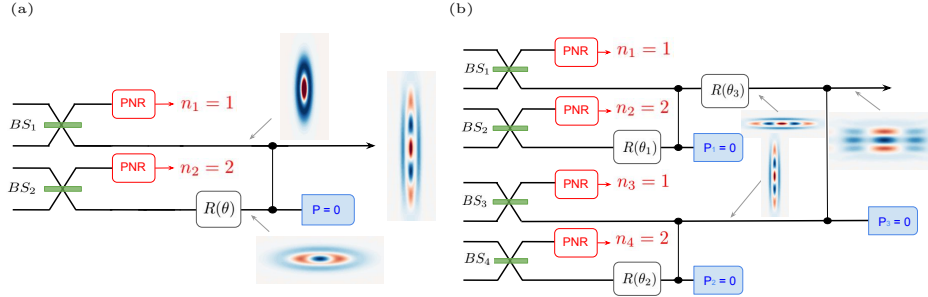 (a)
PNR n₁ = 1
BS₁
PNR n₂ = 2
BS₂
R(θ) P = 0
(b)
PNR n₁ = 1
BS₁
R(θ₃)
PNR n₂ = 2
BS₂
R(θ₁) P₁ = 0
PNR n₃ = 1
BS₃
P₃ = 0
PNR n₄ = 2
BS₄
R(θ₂) P₂ = 0